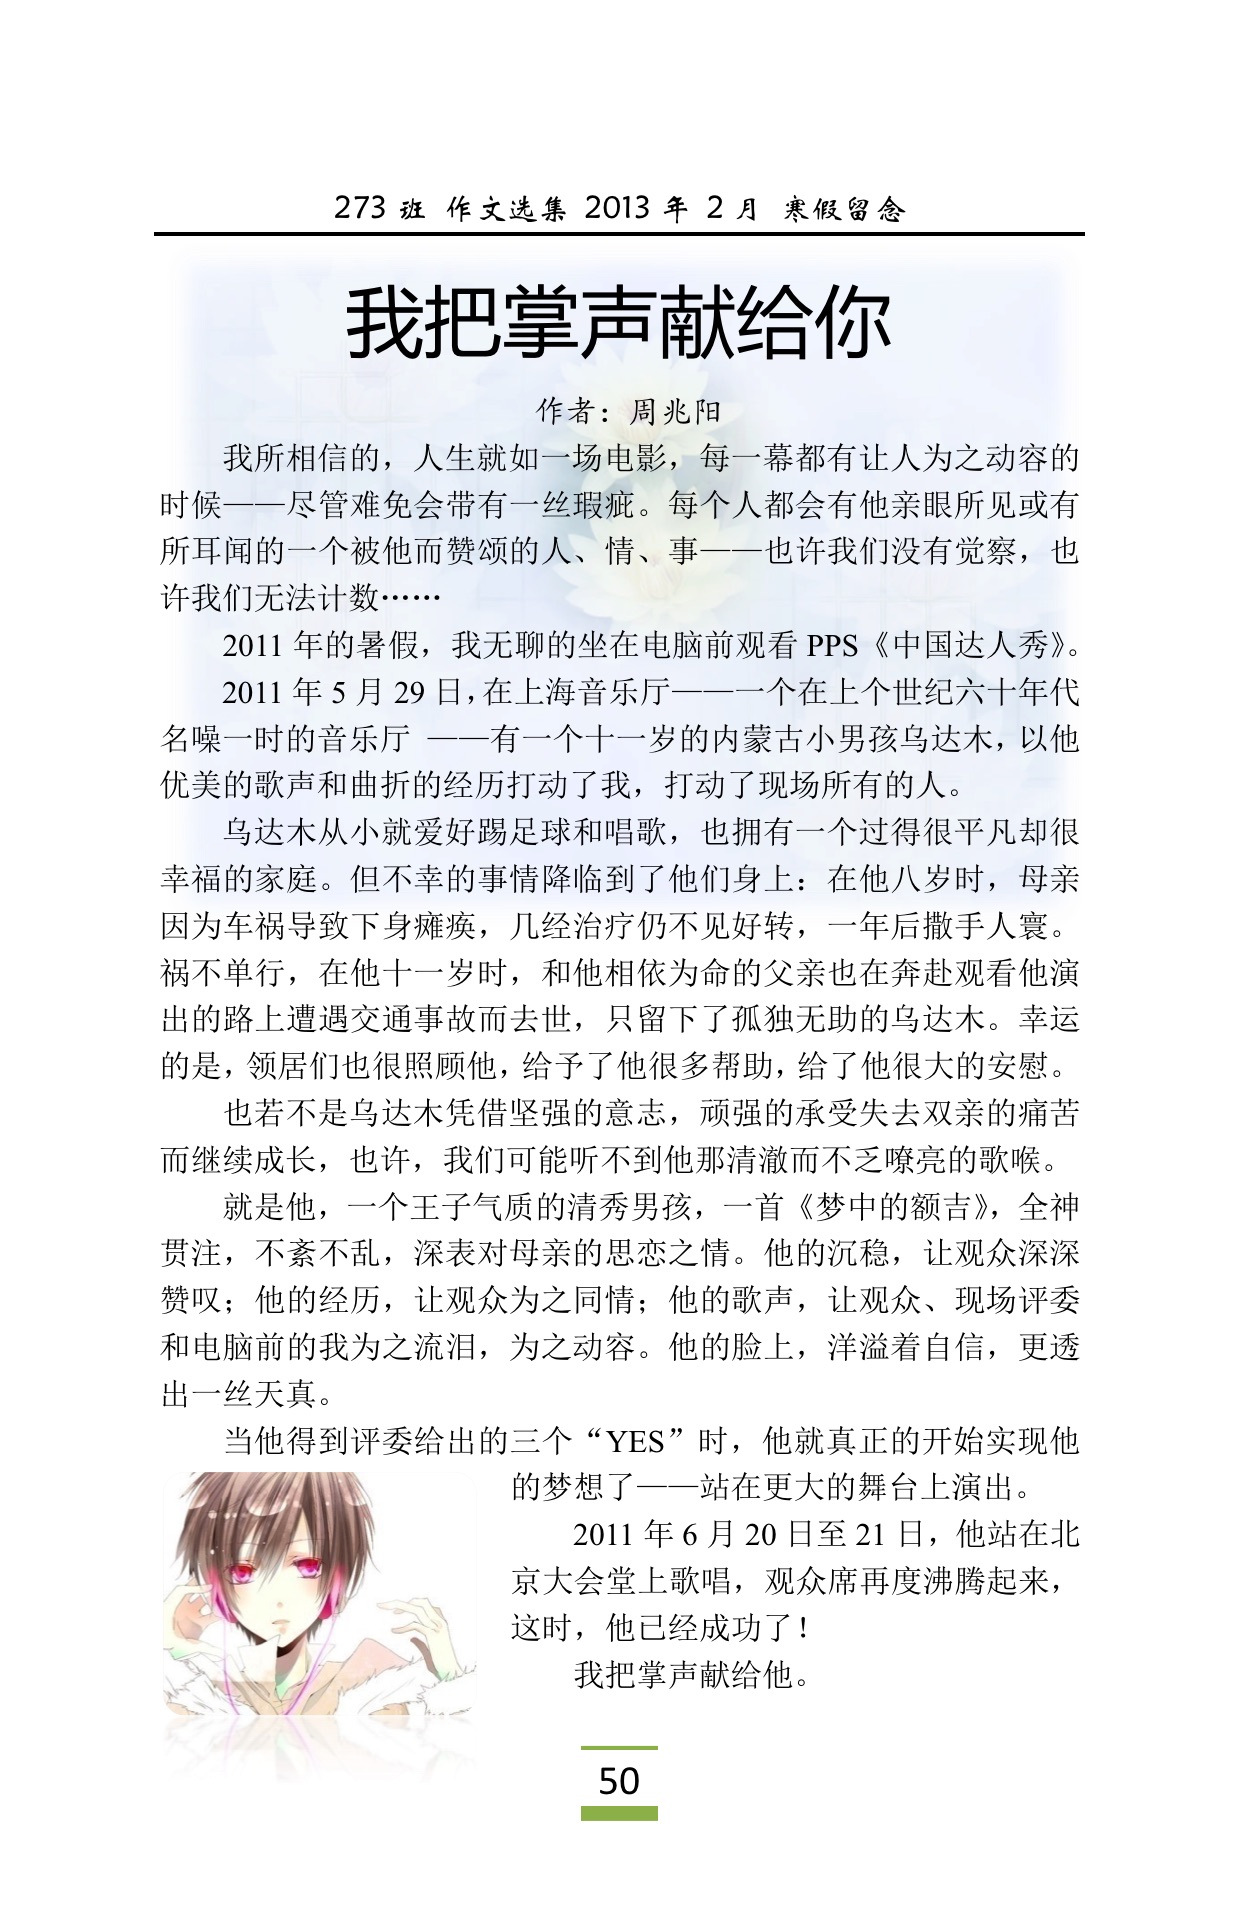 273 班 作文选集 2013 年 2 月 寒假留念
我把掌声献给你
作者：周兆阳
我所相信的，人生就如一场电影，每一幕都有让人为之动容的
时候——尽管难免会带有一丝瑕疵。每个人都会有他亲眼所见或有
所耳闻的一个被他而赞颂的人、情、事——也许我们没有觉察，也
许我们无法计数……
2011 年的暑假，我无聊的坐在电脑前观看 PPS《中国达人秀》。
2011 年 5 月 29 日，在上海音乐厅——一个在上个世纪六十年代
名噪一时的音乐厅 ——有一个十一岁的内蒙古小男孩乌达木，以他
优美的歌声和曲折的经历打动了我，打动了现场所有的人。
乌达木从小就爱好踢足球和唱歌，也拥有一个过得很平凡却很
幸福的家庭。但不幸的事情降临到了他们身上：在他八岁时，母亲
因为车祸导致下身瘫痪，几经治疗仍不见好转，一年后撒手人寰。
祸不单行，在他十一岁时，和他相依为命的父亲也在奔赴观看他演
出的路上遭遇交通事故而去世，只留下了孤独无助的乌达木。幸运
的是，领居们也很照顾他，给予了他很多帮助，给了他很大的安慰。
也若不是乌达木凭借坚强的意志，顽强的承受失去双亲的痛苦
而继续成长，也许，我们可能听不到他那清澈而不乏嘹亮的歌喉。
就是他，一个王子气质的清秀男孩，一首《梦中的额吉》，全神
贯注，不紊不乱，深表对母亲的思恋之情。他的沉稳，让观众深深
赞叹；他的经历，让观众为之同情；他的歌声，让观众、现场评委
和电脑前的我为之流泪，为之动容。他的脸上，洋溢着自信，更透
出一丝天真。
当他得到评委给出的三个“YES”时，他就真正的开始实现他
的梦想了——站在更大的舞台上演出。
2011 年 6 月 20 日至 21 日，他站在北
京大会堂上歌唱，观众席再度沸腾起来，
这时，他已经成功了！
我把掌声献给他。
50